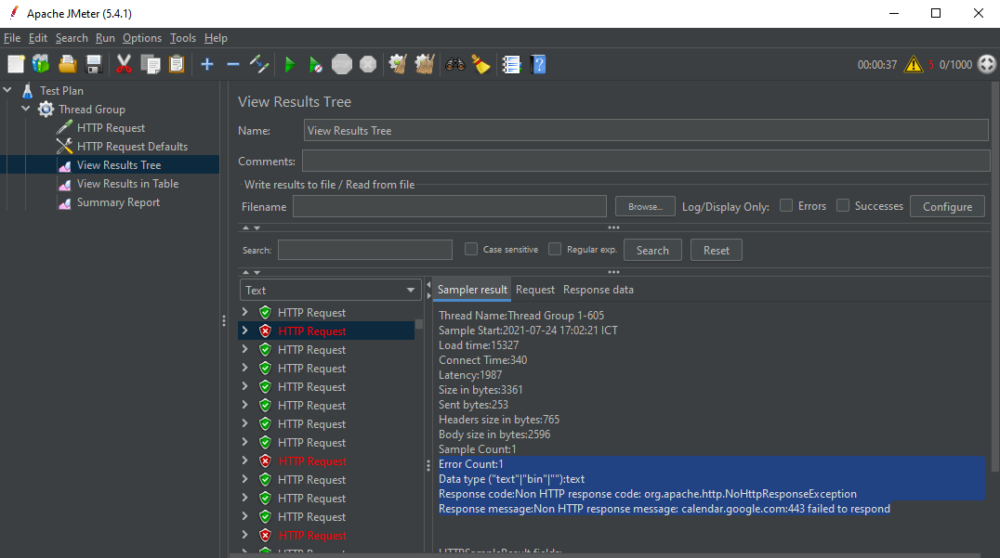 Apache JMeter (5.4.1)
File Edit Search Run Options Tools Help
STOP
00:00:37 5 0/1000
Test Plan
Thread Group
HTTP Request
HTTP Request Defaults
View Results Tree
View Results in Table
Summary Report
View Results Tree
Name: View Results Tree
Comments:
Write results to file / Read from file
Filename Browse... Log/Display Only: Errors Successes Configure
Search: Case sensitive Regular exp. Search Reset
Text
HTTP Request
HTTP Request
HTTP Request
HTTP Request
HTTP Request
HTTP Request
HTTP Request
HTTP Request
HTTP Request
HTTP Request
HTTP Request
HTTP Request
HTTP Request
HTTP Request
Sampler result Request Response data
Thread Name:Thread Group 1-605
Sample Start:2021-07-24 17:02:21 ICT
Load time:15327
Connect Time:340
Latency:1987
Size in bytes:3361
Sent bytes:253
Headers size in bytes:765
Body size in bytes:2596
Sample Count:1
Error Count:1
Data type ("text"|"bin"|""):text
Response code:Non HTTP response code: org.apache.http.NoHttpResponseException
Response message:Non HTTP response message: calendar.google.com:443 failed to respond
HTTPSampleResult fields: